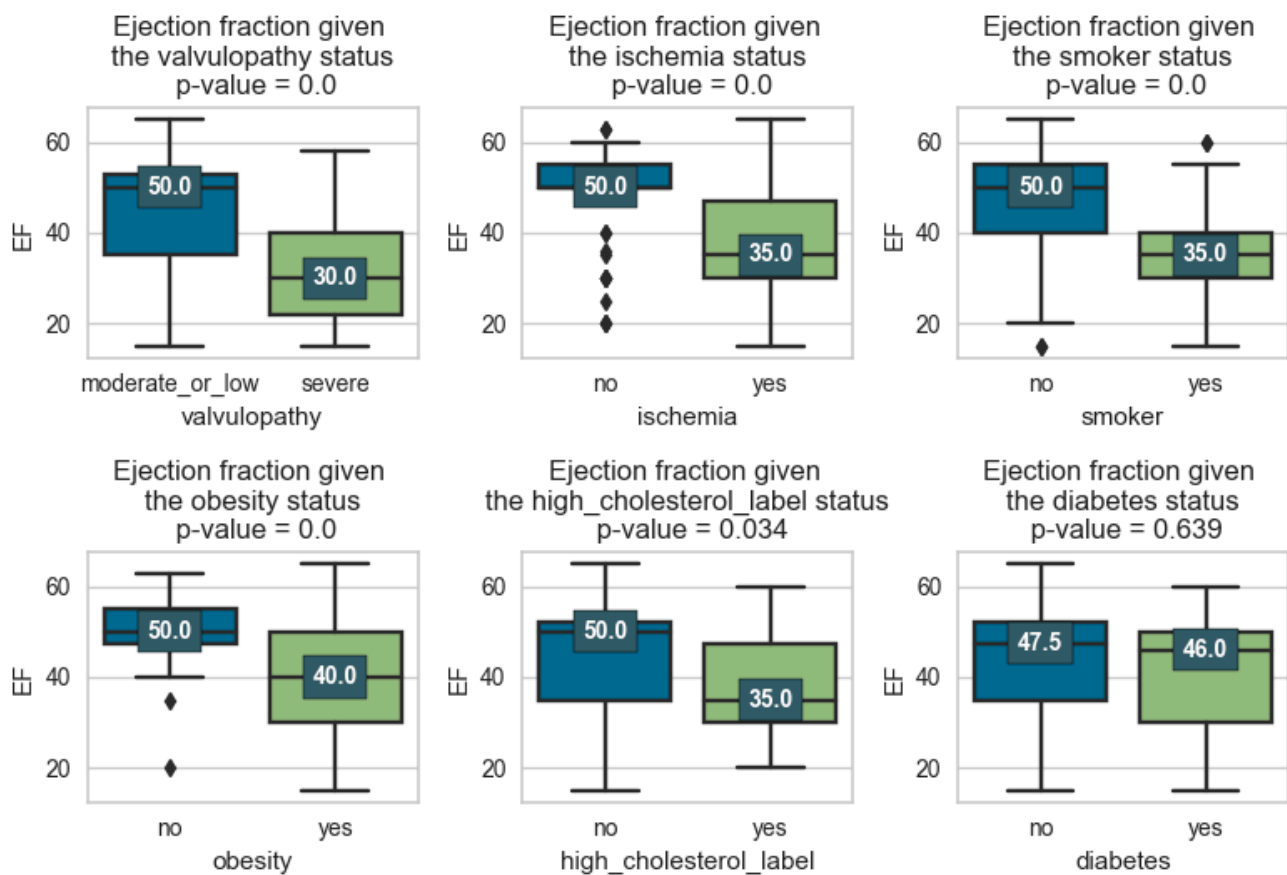 Ejection fraction given
the valvulopathy status
p-value = 0.0
60
40
20
EF
50.0
30.0
moderate_or_low
severe
valvulopathy
Ejection fraction given
the ischemia status
p-value = 0.0
60
40
20
EF
50.0
35.0
no
yes
ischemia
Ejection fraction given
the smoker status
p-value = 0.0
60
40
20
EF
50.0
35.0
no
yes
smoker
Ejection fraction given
the obesity status
p-value = 0.0
60
40
20
EF
50.0
40.0
no
yes
obesity
Ejection fraction given
the high_cholesterol_label status
p-value = 0.034
60
40
20
EF
50.0
35.0
no
yes
high_cholesterol_label
Ejection fraction given
the diabetes status
p-value = 0.639
60
40
20
EF
47.5
46.0
no
yes
diabetes